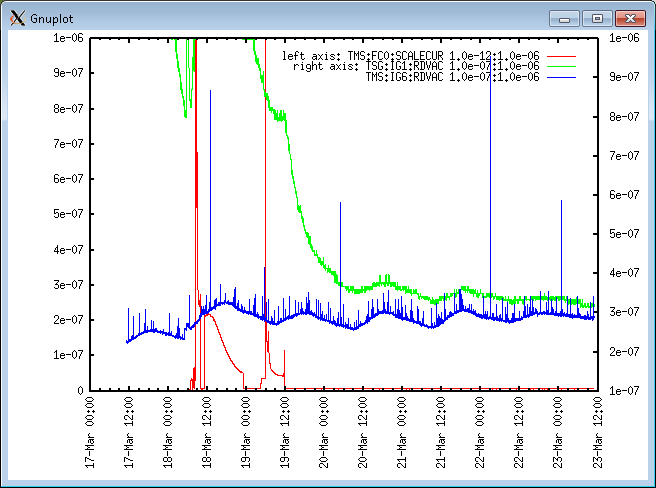 Gnuplot
left axis: TMS:FC0:SCALECUR 1.0e-12:1.0e-06
right axis: TSG:IG1:RDVAC 1.0e-07:1.0e-06
TMS:IG6:RDVAC 1.0e-07:1.0e-06
1e-06
9e-07
8e-07
7e-07
6e-07
5e-07
4e-07
3e-07
2e-07
1e-07
0
1e-06
9e-07
8e-07
7e-07
6e-07
5e-07
4e-07
3e-07
2e-07
1e-07
17-Mar 00:00
17-Mar 12:00
18-Mar 00:00
18-Mar 12:00
19-Mar 00:00
19-Mar 12:00
20-Mar 00:00
20-Mar 12:00
21-Mar 00:00
21-Mar 12:00
22-Mar 00:00
22-Mar 12:00
23-Mar 00:00
23-Mar 12:00